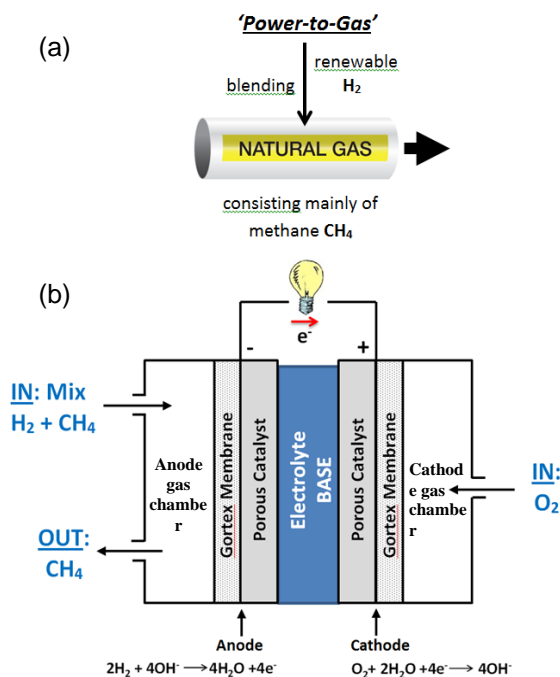 (a)
'Power-to-Gas'
blending
renewable
H₂
NATURAL GAS
consisting mainly of
methane CH₄
(b)
e⁻
-
+
IN: Mix
H₂ + CH₄
OUT:
CH₄
Anode
gas
chambe
r
Gortex Membrane
Porous Catalyst
Electrolyte
BASE
Porous Catalyst
Gortex Membrane
Cathod
e gas
chambe
r
IN:
O₂
Anode
2H₂ + 4OH⁻ → 4H₂O +4e⁻
Cathode
O₂+ 2H₂O +4e⁻ → 4OH⁻